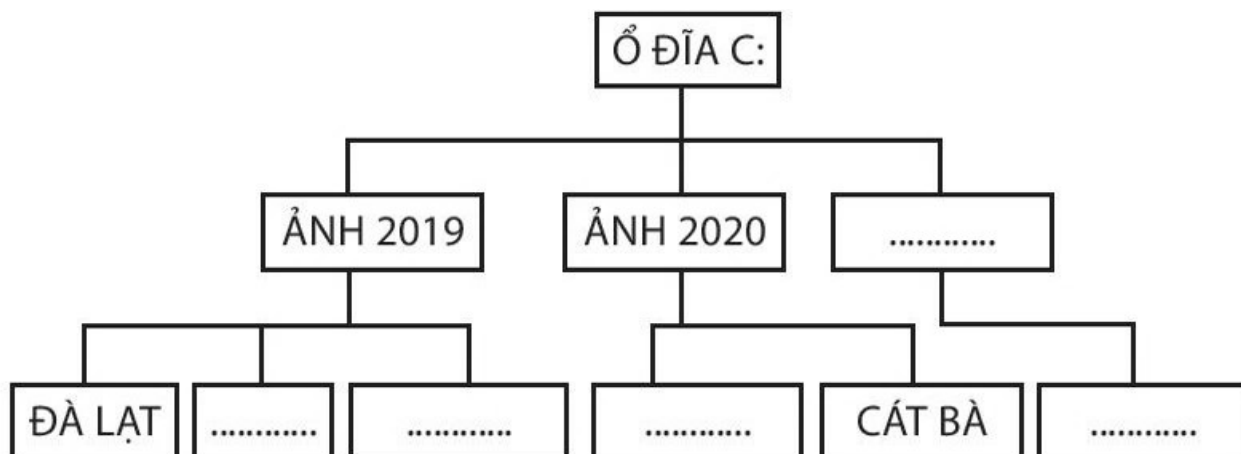 Ổ ĐĨA C:
ẢNH 2019
ẢNH 2020
............
ĐÀ LẠT
............
............
............
CÁT BÀ
............